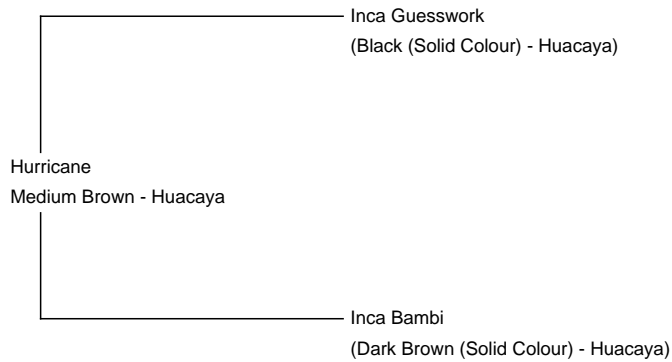 Inca Guesswork
(Black (Solid Colour) - Huacaya)
Hurricane
Medium Brown - Huacaya
Inca Bambi
(Dark Brown (Solid Colour) - Huacaya)